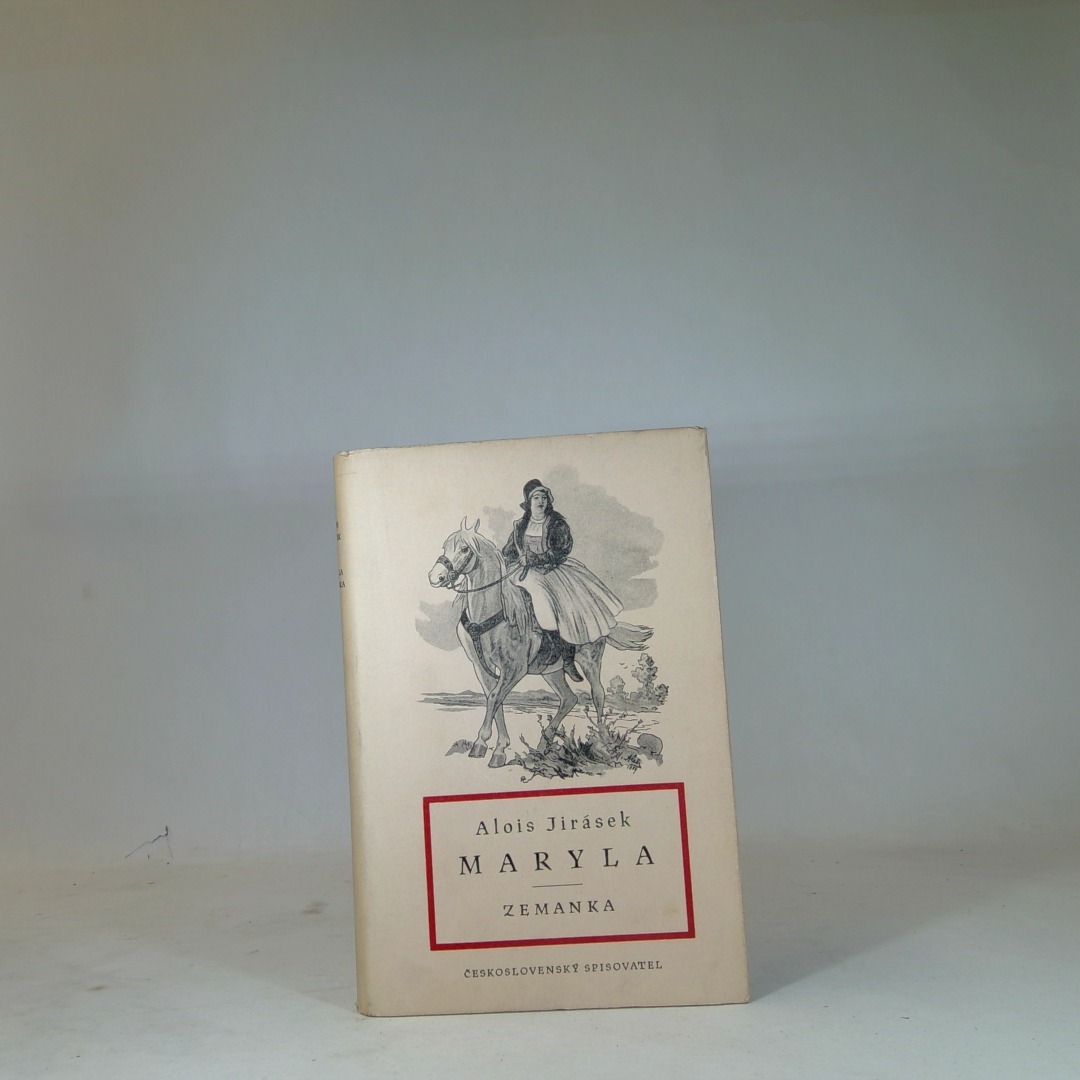 Alois Jirásek
MARYLA
ZEMANKA
ČESKOSLOVENSKÝ SPISOVATEL